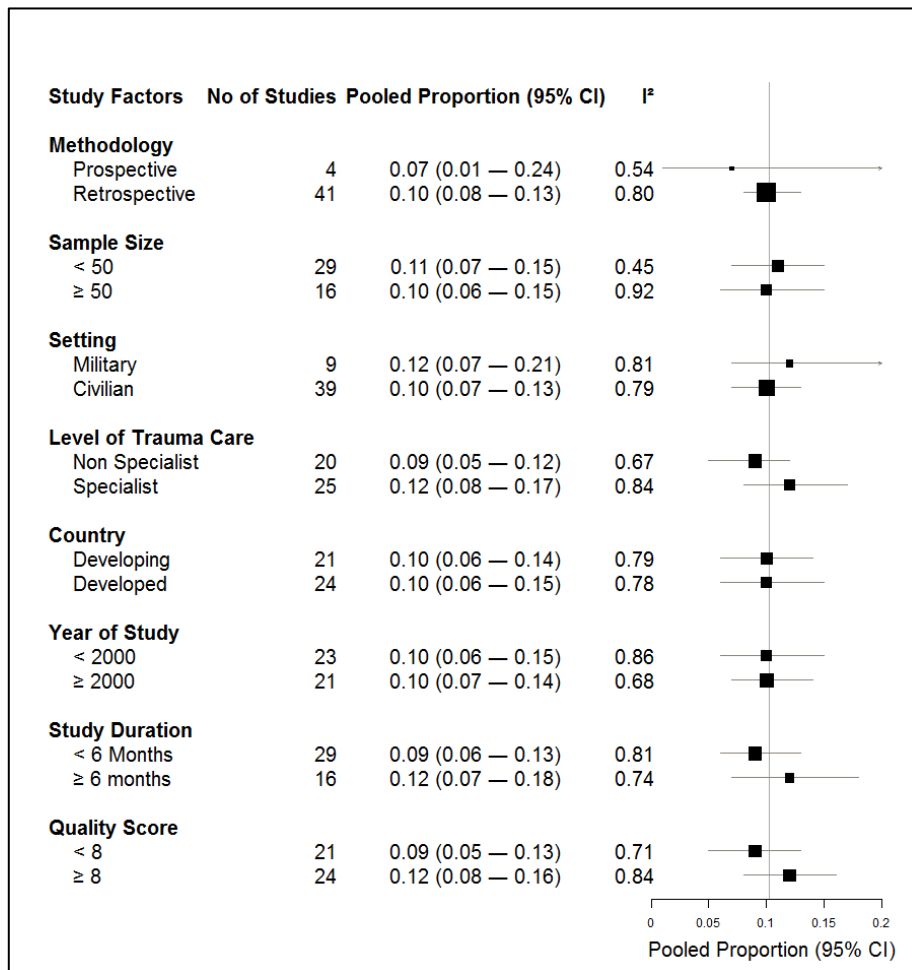 Study Factors No of Studies Pooled Proportion (95% CI) I²
Methodology
Prospective 4 0.07 (0.01 — 0.24) 0.54
Retrospective 41 0.10 (0.08 — 0.13) 0.80
Sample Size
< 50 29 0.11 (0.07 — 0.15) 0.45
≥ 50 16 0.10 (0.06 — 0.15) 0.92
Setting
Military 9 0.12 (0.07 — 0.21) 0.81
Civilian 39 0.10 (0.07 — 0.13) 0.79
Level of Trauma Care
Non Specialist 20 0.09 (0.05 — 0.12) 0.67
Specialist 25 0.12 (0.08 — 0.17) 0.84
Country
Developing 21 0.10 (0.06 — 0.14) 0.79
Developed 24 0.10 (0.06 — 0.15) 0.78
Year of Study
< 2000 23 0.10 (0.06 — 0.15) 0.86
≥ 2000 21 0.10 (0.07 — 0.14) 0.68
Study Duration
< 6 Months 29 0.09 (0.06 — 0.13) 0.81
≥ 6 months 16 0.12 (0.07 — 0.18) 0.74
Quality Score
< 8 21 0.09 (0.05 — 0.13) 0.71
≥ 8 24 0.12 (0.08 — 0.16) 0.84
0 0.05 0.1 0.15 0.2
Pooled Proportion (95% CI)